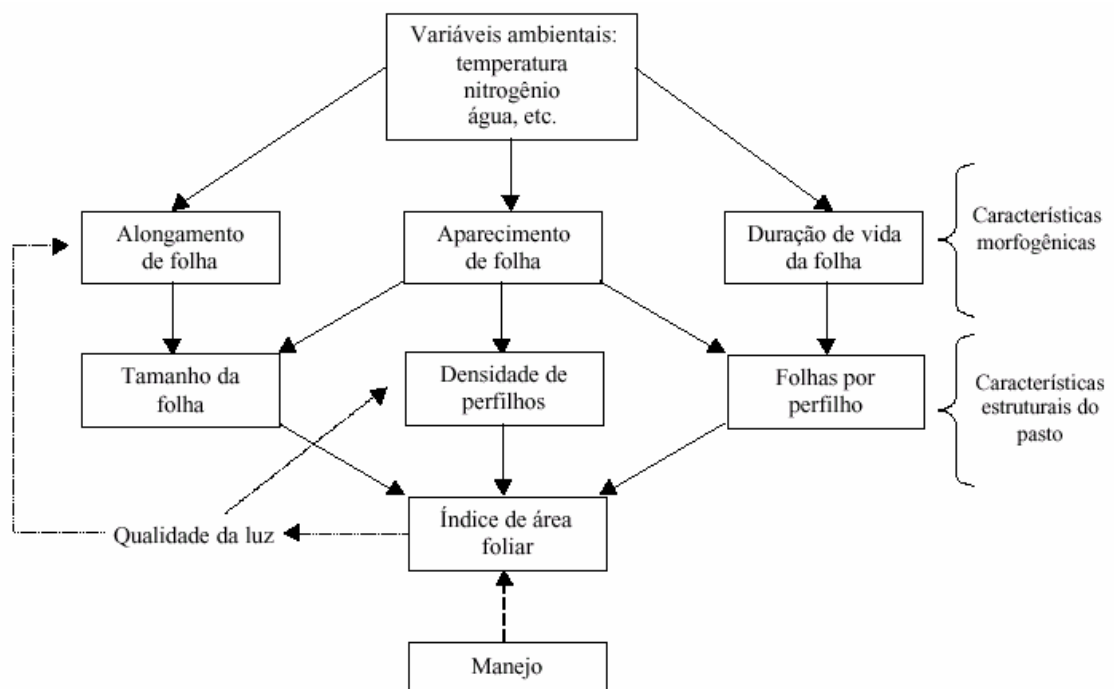 Variáveis ambientais:
temperatura
nitrogênio
água, etc.
Alongamento
de folha
Aparecimento
de folha
Duração de vida
da folha
Características
morfogênicas
Tamanho da
folha
Densidade de
perfilhos
Folhas por
perfilho
Características
estruturais do
pasto
Qualidade da luz
Índice de área
foliar
Manejo